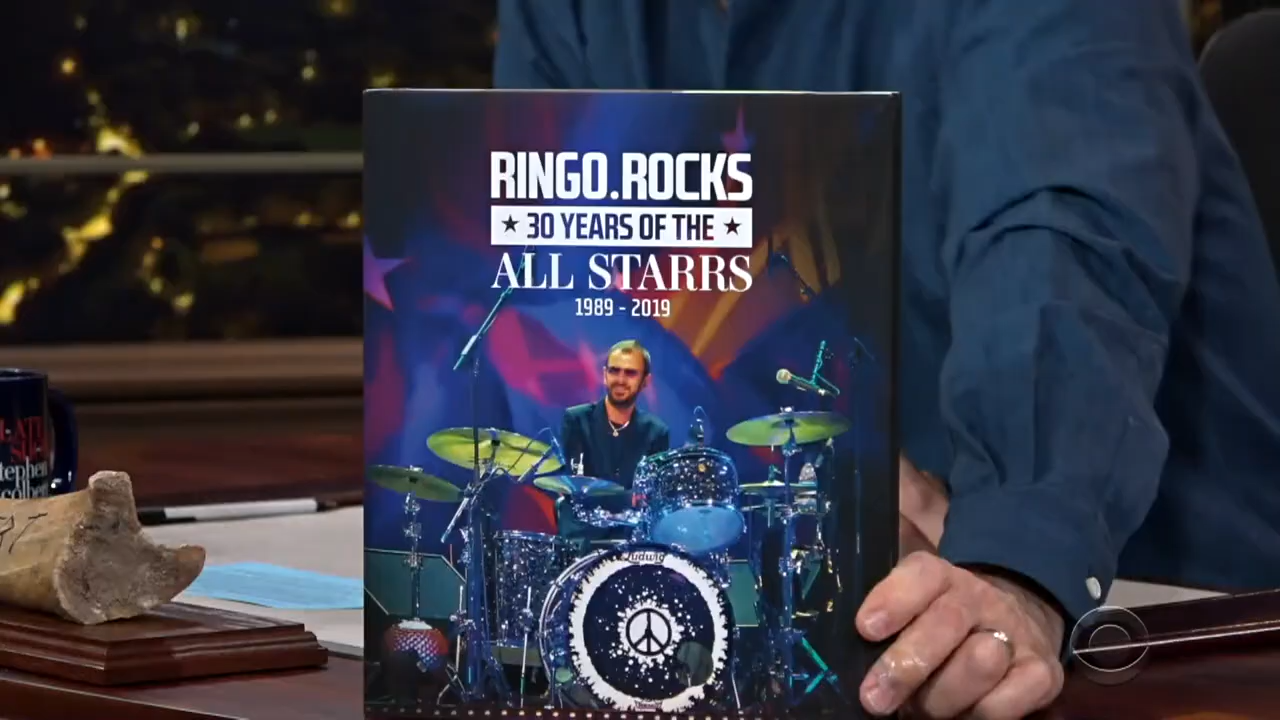 RINGO.ROCKS
★ 30 YEARS OF THE ★
ALL STARRS
1989 - 2019
Ludwig